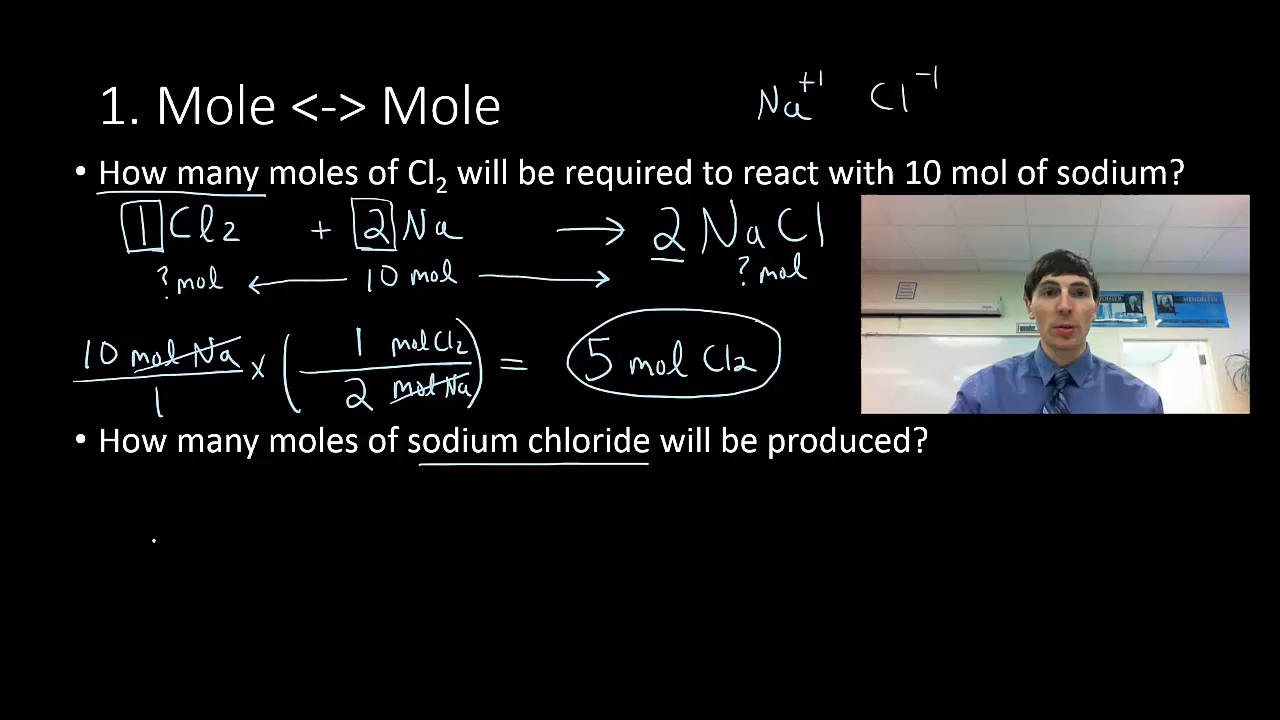 1. Mole <-> Mole
Na⁺¹ Cl⁻¹
• How many moles of Cl₂ will be required to react with 10 mol of sodium?
1 Cl₂ + 2 Na → 2 NaCl
? mol ← 10 mol → ? mol
10 mol Na / 1 × (1 mol Cl₂ / 2 mol Na) = 5 mol Cl₂
• How many moles of sodium chloride will be produced?
MENDELEEV